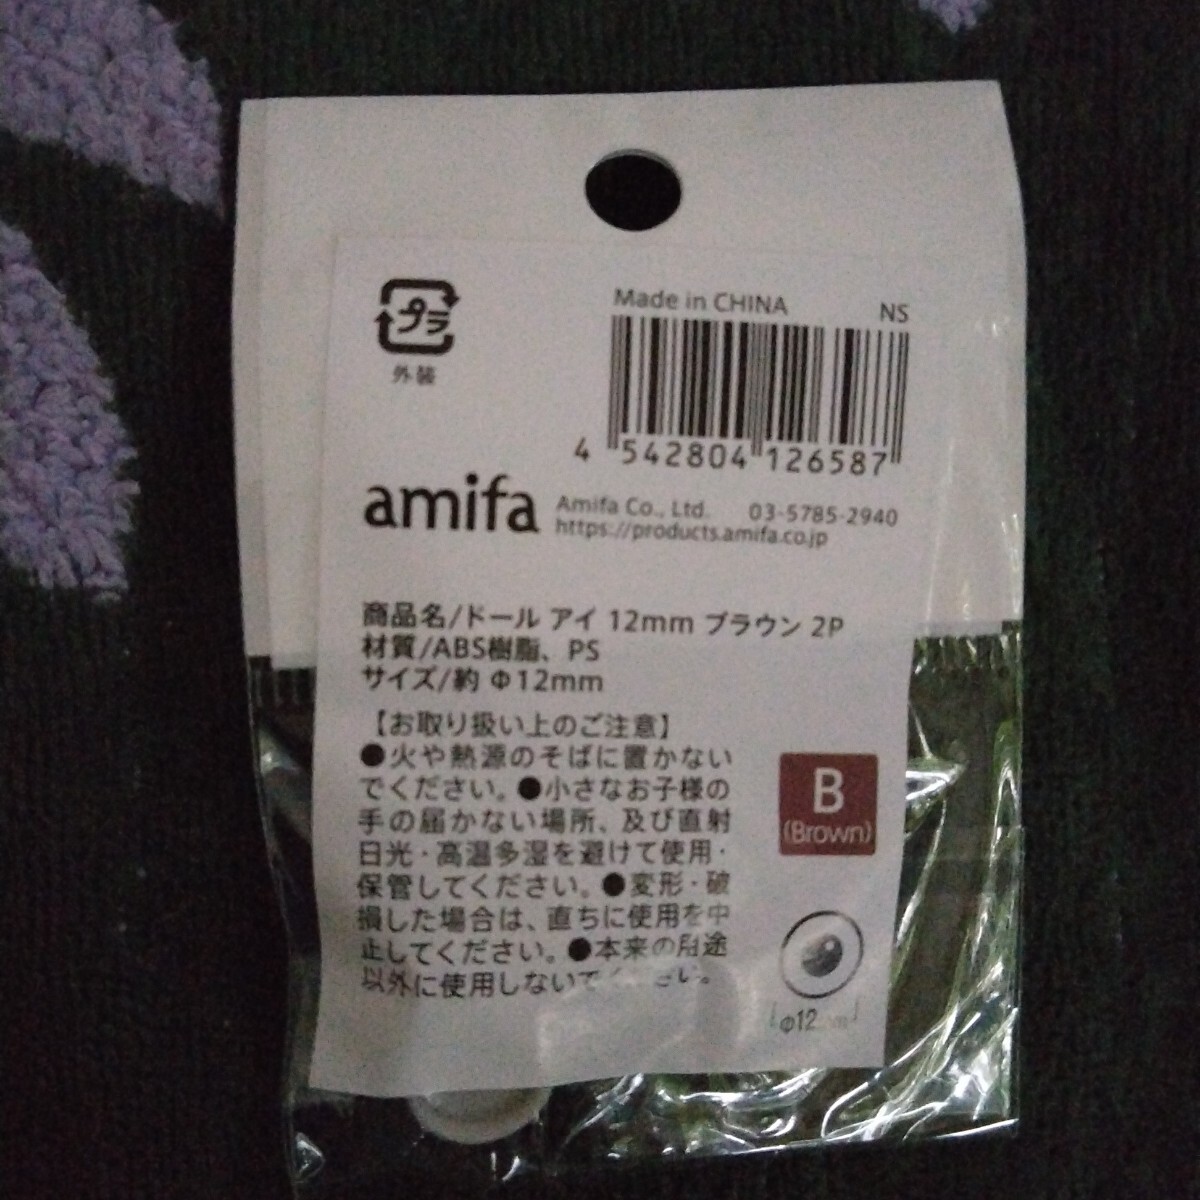 プラ
外装
Made in CHINA NS
4 542804 126587
amifa
Amifa Co., Ltd. 03-5785-2940
https://products.amifa.co.jp
商品名/ドール アイ 12mm ブラウン 2P
材質/ABS樹脂、PS
サイズ/約 Φ12mm
【お取り扱い上のご注意】
●火や熱源のそばに置かない
でください。●小さなお子様の
手の届かない場所、及び直射
日光・高温多湿を避けて使用・
保管してください。●変形・破
損した場合は、直ちに使用を中
止してください。●本来の用途
以外に使用しないでください。
B
(Brown)
Φ12mm